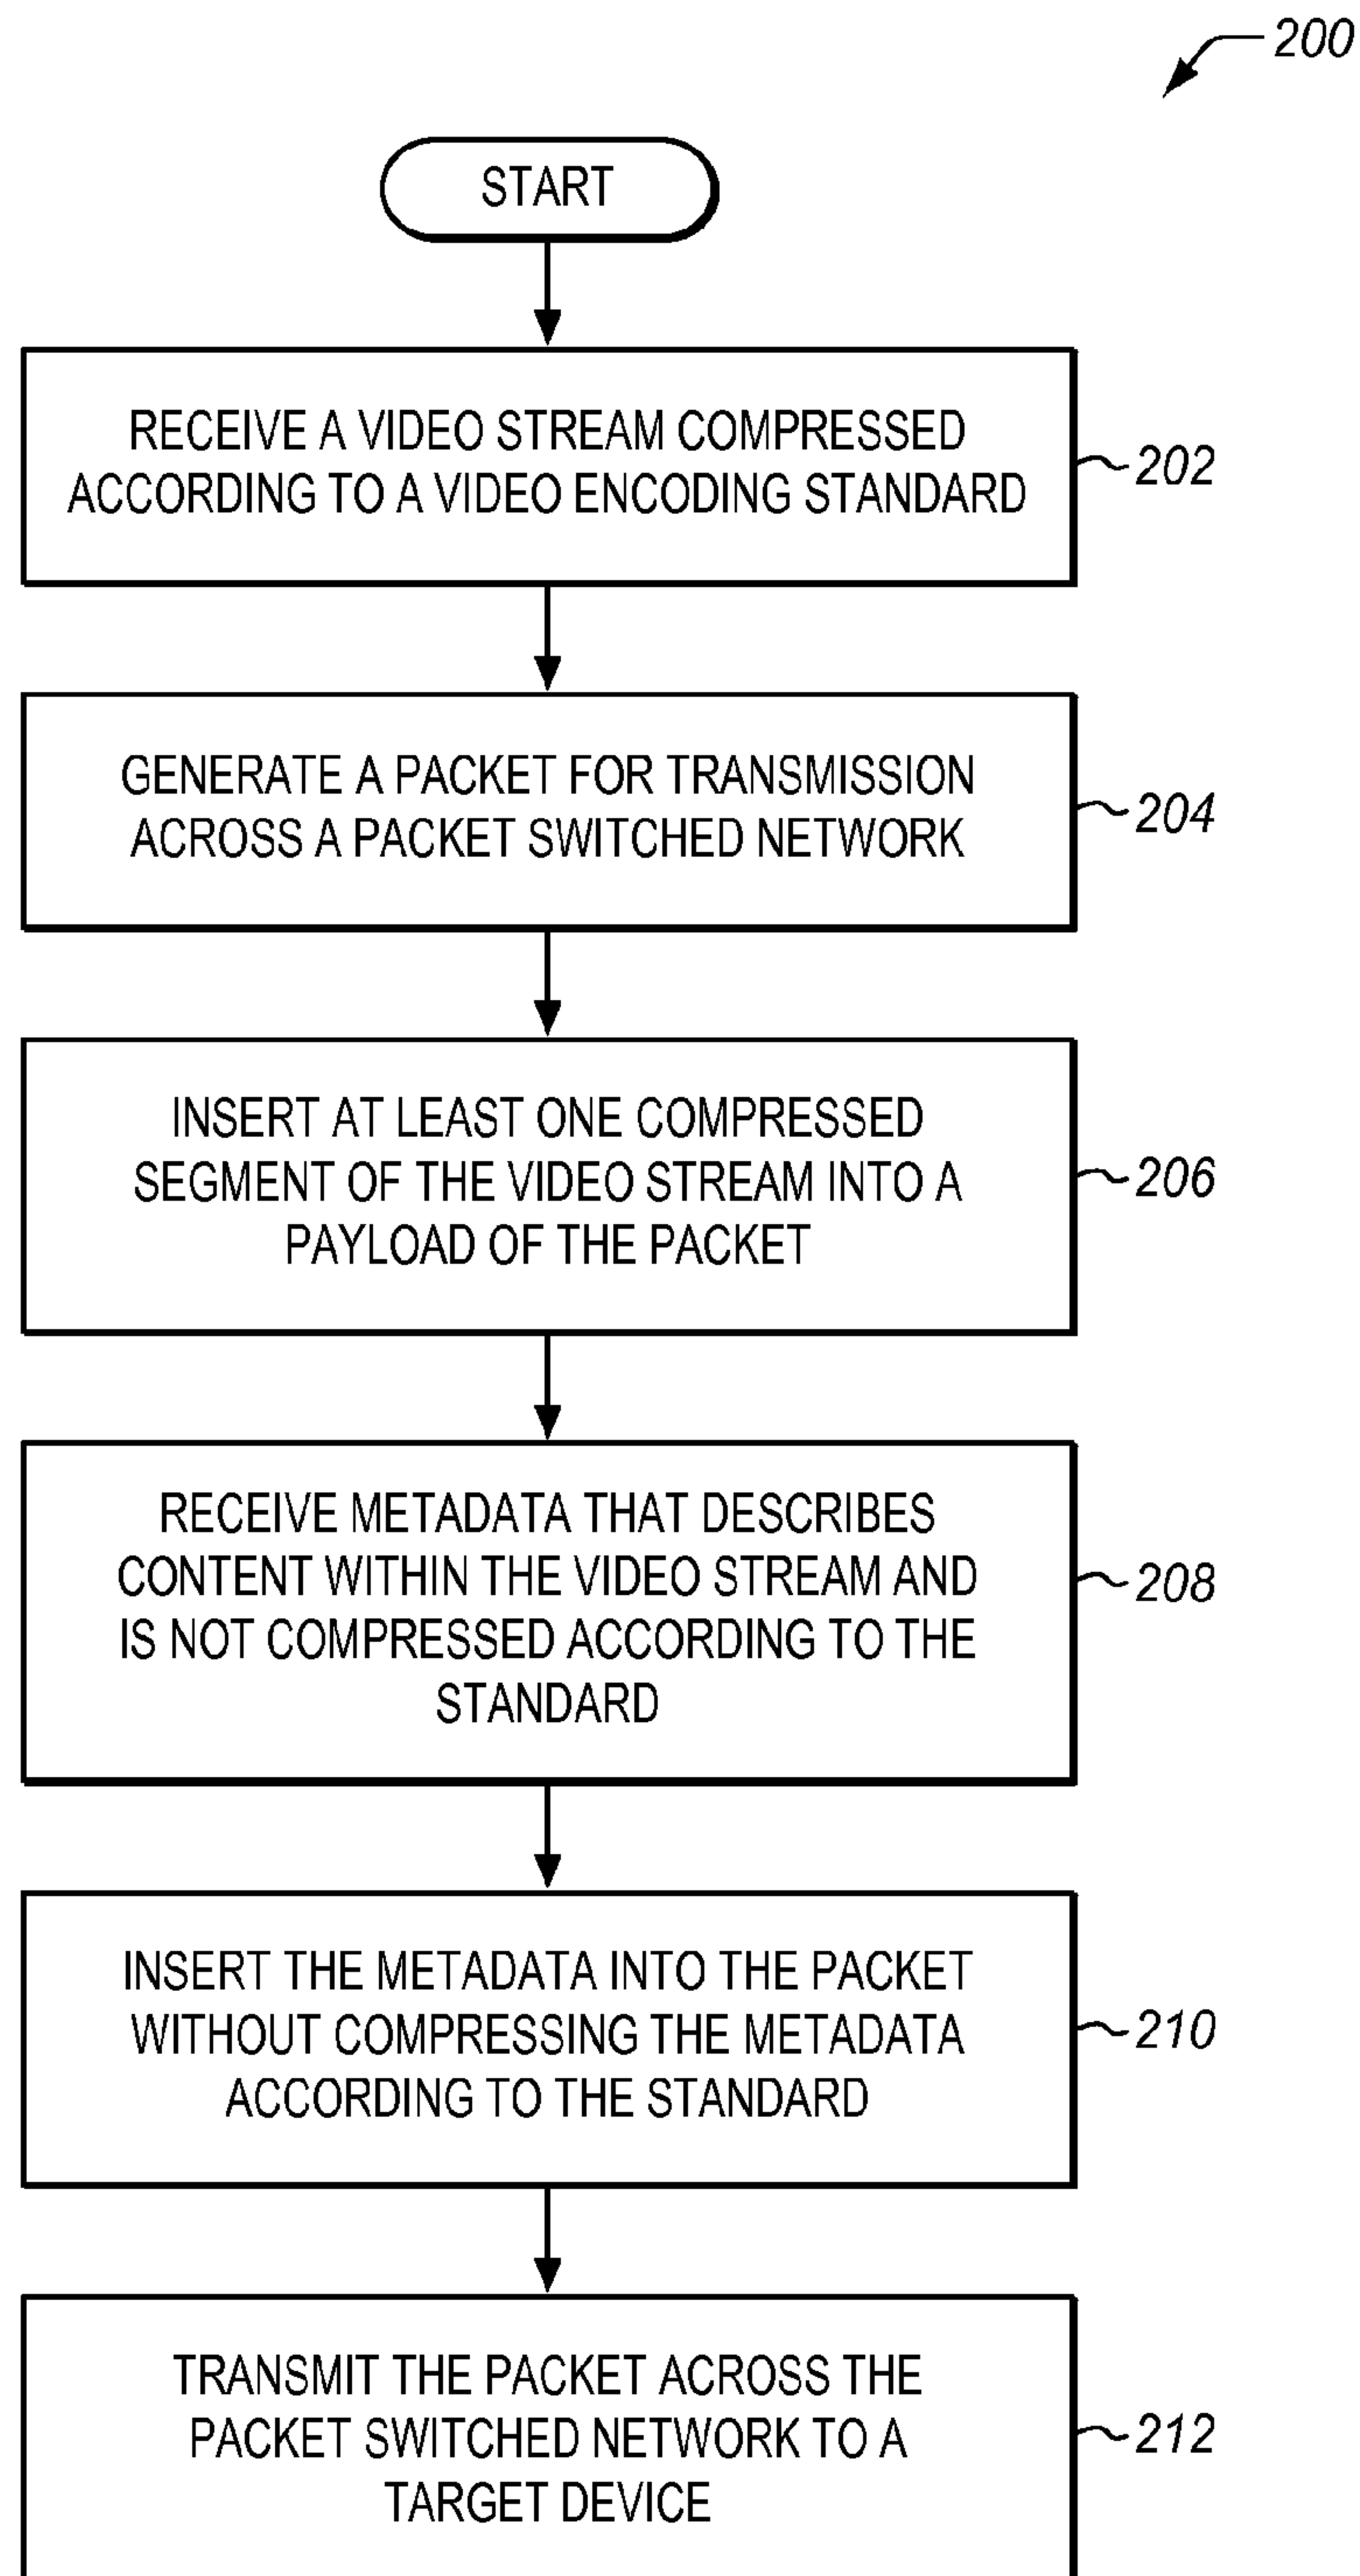 200
START
RECEIVE A VIDEO STREAM COMPRESSED
ACCORDING TO A VIDEO ENCODING STANDARD
202
GENERATE A PACKET FOR TRANSMISSION
ACROSS A PACKET SWITCHED NETWORK
204
INSERT AT LEAST ONE COMPRESSED
SEGMENT OF THE VIDEO STREAM INTO A
PAYLOAD OF THE PACKET
206
RECEIVE METADATA THAT DESCRIBES
CONTENT WITHIN THE VIDEO STREAM AND
IS NOT COMPRESSED ACCORDING TO THE
STANDARD
208
INSERT THE METADATA INTO THE PACKET
WITHOUT COMPRESSING THE METADATA
ACCORDING TO THE STANDARD
210
TRANSMIT THE PACKET ACROSS THE
PACKET SWITCHED NETWORK TO A
TARGET DEVICE
212